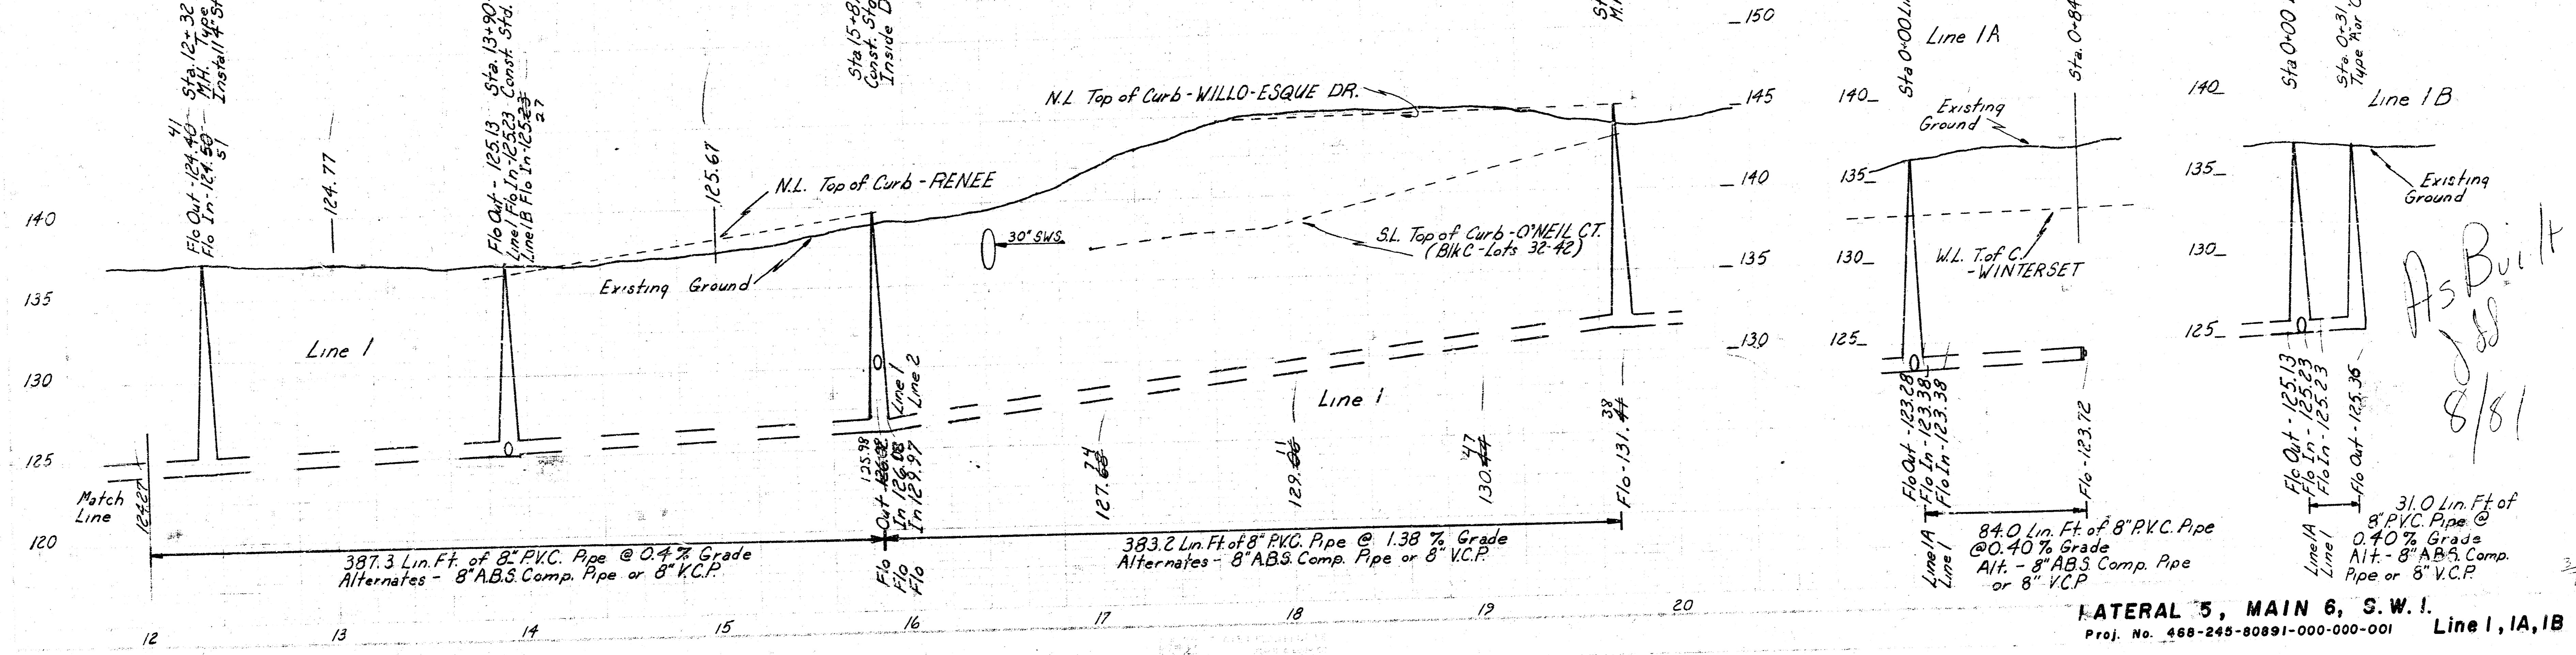 Sta. 12+32
M.H. Type
Install 4" St
Flo Out - 124.40 41
Flo In - 124.50 51
124.77
Sta. 13+90
Const. Std.
Flo Out - 125.13
Line 1 Flo In - 125.23
Line 1B Flo In - 125.23 27
125.67
Sta 15+8
Const. Sta
Inside D
N.L. Top of Curb - RENEE
Existing Ground
30" SWS
N.L. Top of Curb - WILLO-ESQUE DR.
S.L. Top of Curb - O'NEIL CT.
(Blk C - Lots 32-42)
150
145
140
135
130
140
135
130
125
120
Line 1
Line 1
Match
Line
124.27
125.98
Flo Out
Flo In 126.08
Flo In 129.97
Line 1
Line 2
127.68 74
129.06 11
130.44 47
Flo - 131.41 38
387.3 Lin. Ft. of 8" P.V.C. Pipe @ 0.4 % Grade
Alternates - 8" A.B.S. Comp. Pipe or 8" V.C.P.
383.2 Lin. Ft. of 8" P.V.C. Pipe @ 1.38 % Grade
Alternates - 8" A.B.S. Comp. Pipe or 8" V.C.P.
12 13 14 15 16 17 18 19 20
Sta 0+00 Li
Line 1A
Sta. 0+84
140
135
130
125
Existing
Ground
W.L. T. of C.
- WINTERSET
Flo Out - 123.28
Flo In - 123.38
Flo In - 123.38
Flo - 123.72
Line 1A
Line 1
84.0 Lin. Ft. of 8" P.V.C. Pipe
@ 0.40 % Grade
Alt. - 8" A.B.S. Comp. Pipe
or 8" V.C.P
Sta 0+00
Sta. 0+31
Type A or C
Line 1B
140
135
130
125
Existing
Ground
Flo Out - 125.13
Flo In - 125.23
Flo In - 125.23
Flo Out - 125.35
Line 1A
Line 1
31.0 Lin. Ft. of
8" P.V.C. Pipe @
0.40 % Grade
Alt. - 8" A.B.S. Comp.
Pipe or 8" V.C.P.
As Built
8/81
LATERAL 5, MAIN 6, S.W.I.
Proj. No. 468-245-80891-000-000-001
Line 1, 1A, 1B